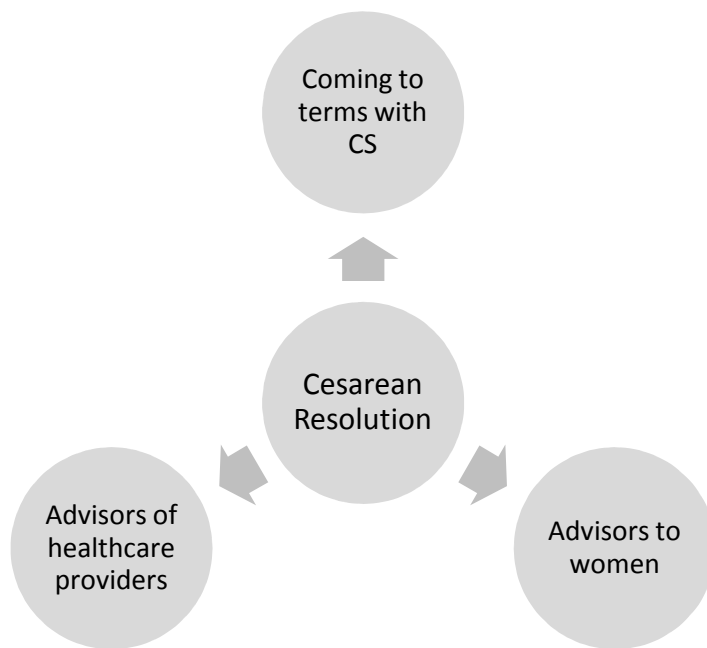 Coming to
terms with
CS
Cesarean
Resolution
Advisors of
healthcare
providers
Advisors to
women